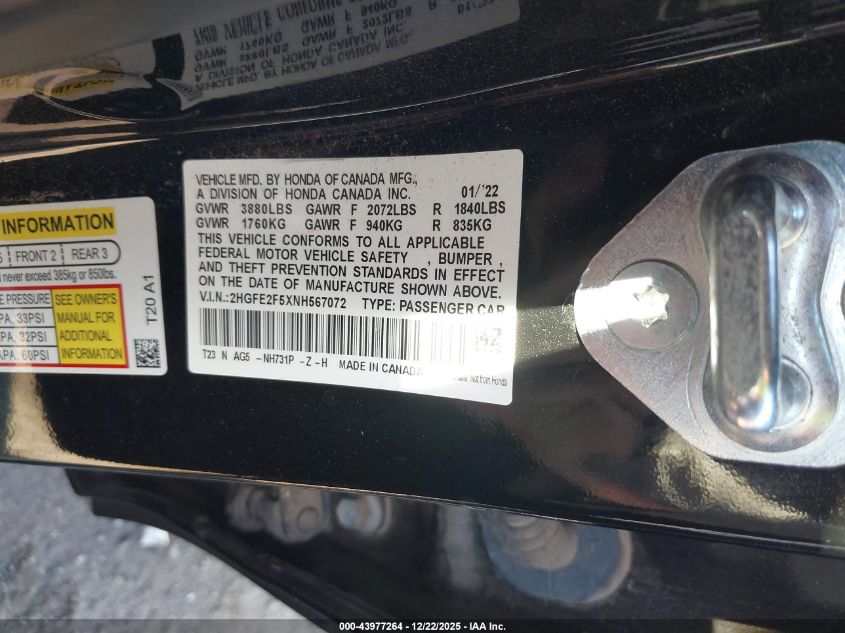 INFORMATION
FRONT 2 REAR 3
never exceed 385kg or 850lbs.
PRESSURE SEE OWNER'S
33PSI MANUAL FOR
32PSI ADDITIONAL
60PSI INFORMATION
T20 A1
VEHICLE MFD. BY HONDA OF CANADA MFG.,
A DIVISION OF HONDA CANADA INC. 01/'22
GVWR 3880LBS GAWR F 2072LBS R 1840LBS
GVWR 1760KG GAWR F 940KG R 835KG
THIS VEHICLE CONFORMS TO ALL APPLICABLE
FEDERAL MOTOR VEHICLE SAFETY , BUMPER ,
AND THEFT PREVENTION STANDARDS IN EFFECT
ON THE DATE OF MANUFACTURE SHOWN ABOVE.
V.I.N.: 2HGFE2F5XNH567072 TYPE: PASSENGER CAR
T23 N AG5 -NH731P -Z -H MADE IN CANADA
Not from Honda
000-43977264 - 12/22/2025 - IAA Inc.